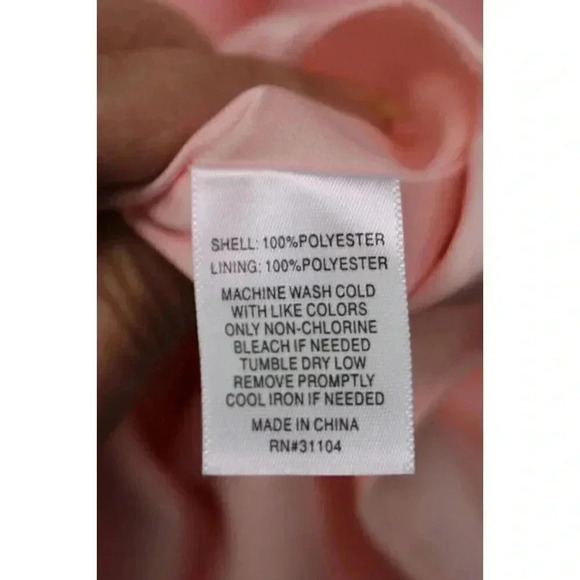 SHELL: 100%POLYESTER
LINING: 100%POLYESTER
MACHINE WASH COLD
WITH LIKE COLORS
ONLY NON-CHLORINE
BLEACH IF NEEDED
TUMBLE DRY LOW
REMOVE PROMPTLY
COOL IRON IF NEEDED
MADE IN CHINA
RN#31104